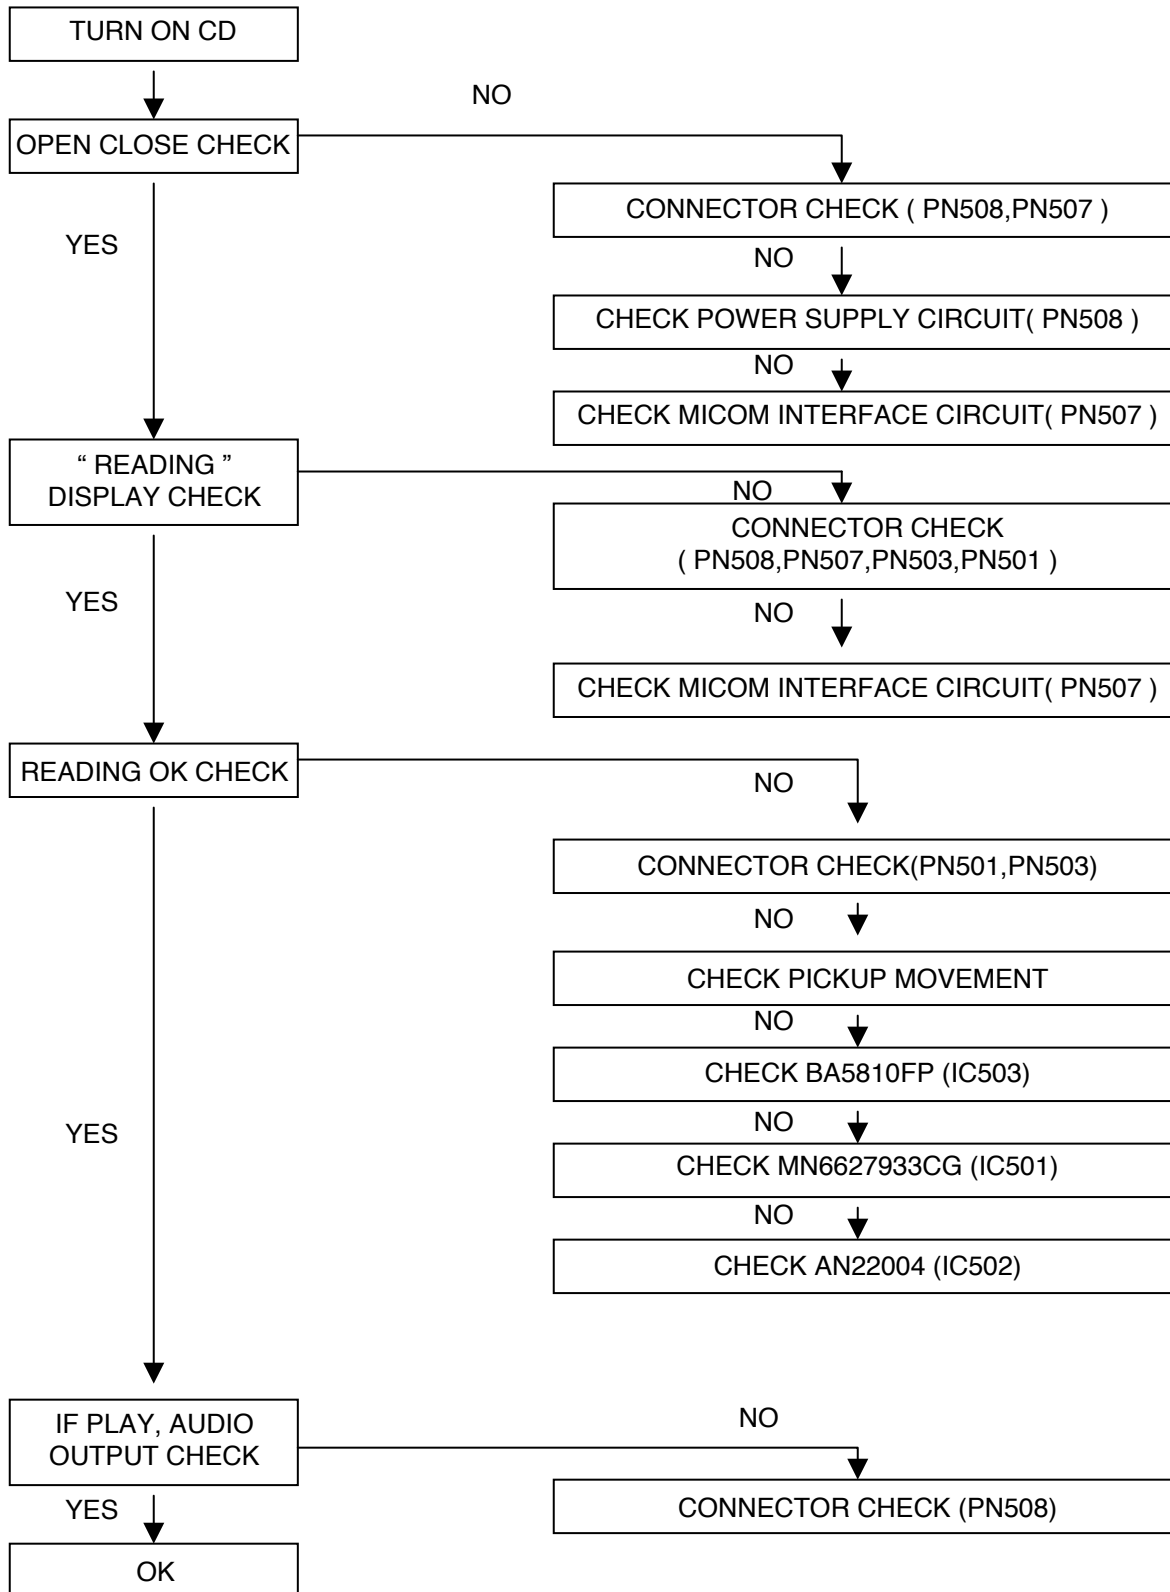 TURN ON CD
NO
OPEN CLOSE CHECK
CONNECTOR CHECK ( PN508,PN507 )
YES
NO
CHECK POWER SUPPLY CIRCUIT( PN508 )
NO
CHECK MICOM INTERFACE CIRCUIT( PN507 )
“ READING ”
DISPLAY CHECK
NO
CONNECTOR CHECK
( PN508,PN507,PN503,PN501 )
YES
NO
CHECK MICOM INTERFACE CIRCUIT( PN507 )
READING OK CHECK
NO
CONNECTOR CHECK(PN501,PN503)
NO
CHECK PICKUP MOVEMENT
NO
CHECK BA5810FP (IC503)
YES
NO
CHECK MN6627933CG (IC501)
NO
CHECK AN22004 (IC502)
IF PLAY, AUDIO
OUTPUT CHECK
NO
YES
CONNECTOR CHECK (PN508)
OK